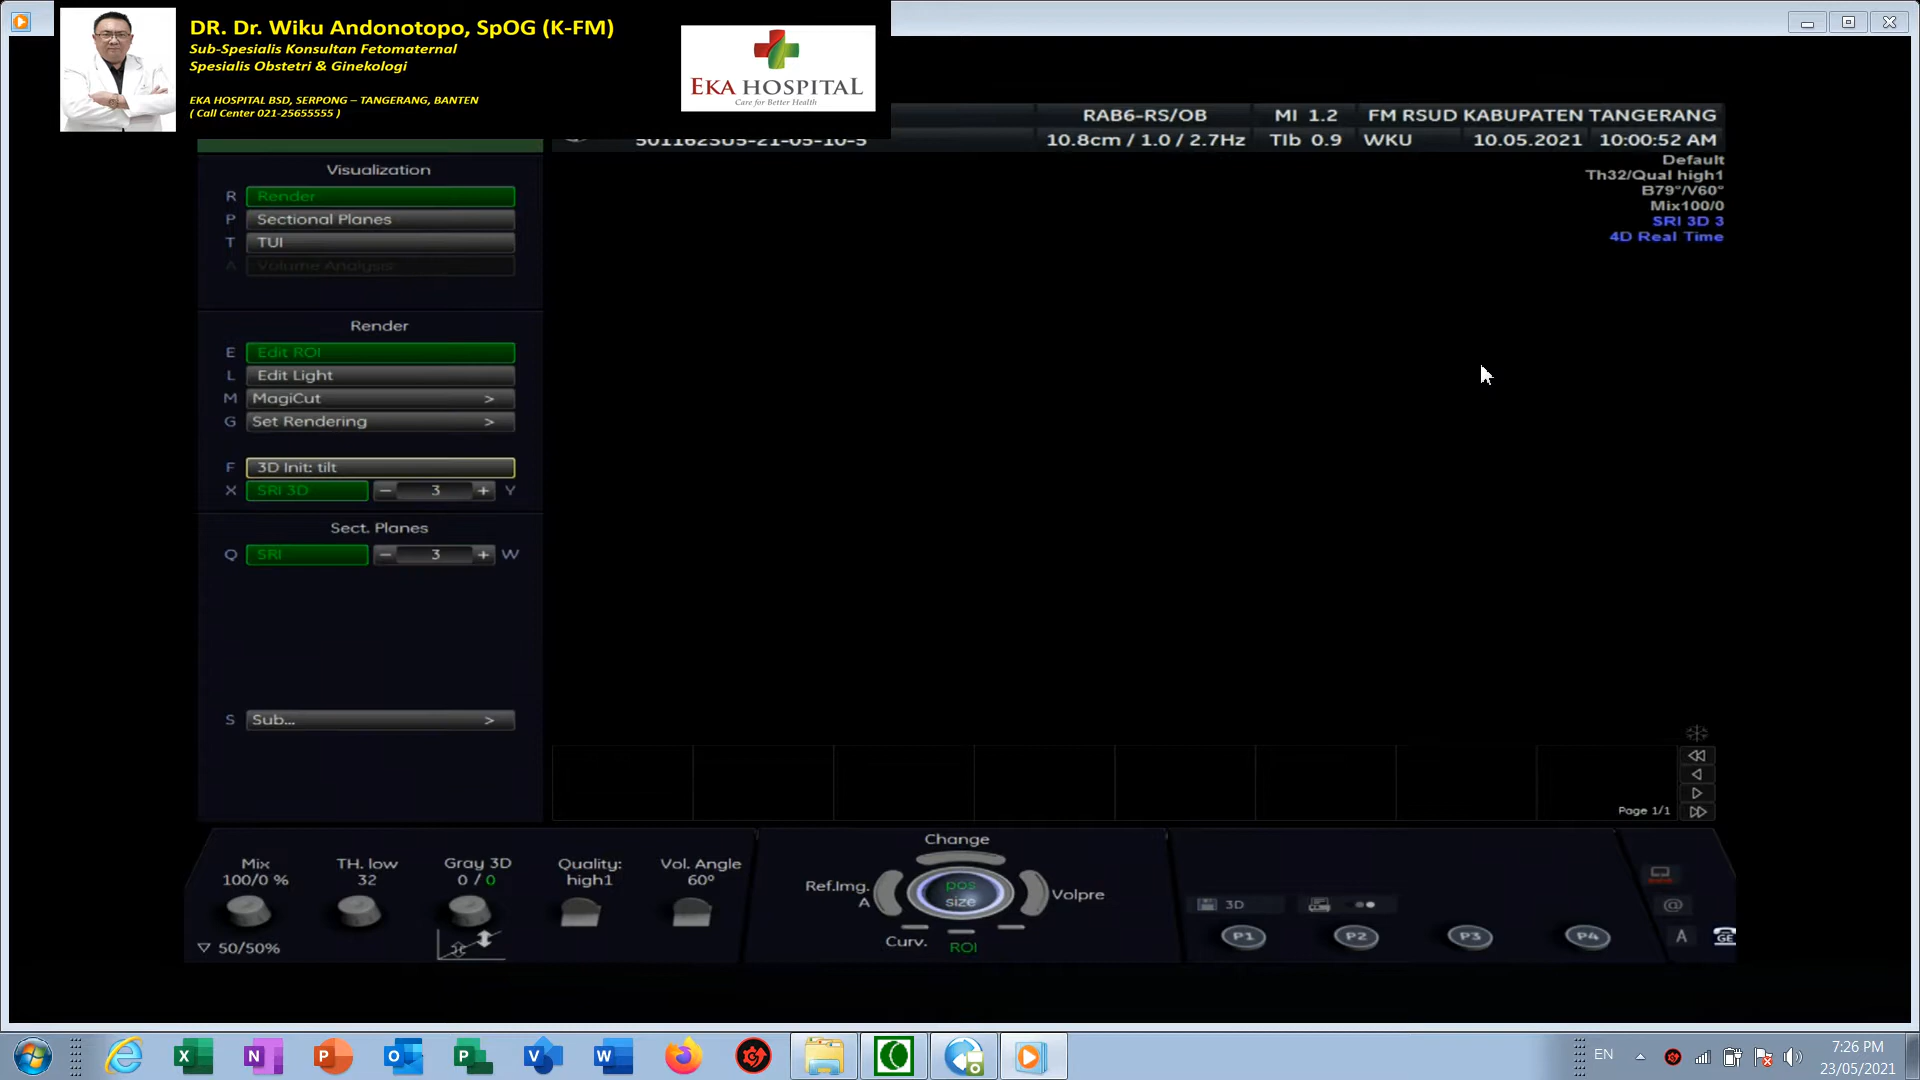 DR. Dr. Wiku Andonotopo, SpOG (K-FM)
Sub-Spesialis Konsultan Fetomaternal
Spesialis Obstetri & Ginekologi
EKA HOSPITAL BSD, SERPONG – TANGERANG, BANTEN
( Call Center 021-25655555 )
EKA HOSPITAL
Care for Better Health
RAB6-RS/OB MI 1.2 FM RSUD KABUPATEN TANGERANG
10.8cm / 1.0 / 2.7Hz TIb 0.9 WKU 10.05.2021 10:00:52 AM
Default
Th32/Qual high1
B79°/V60°
Mix100/0
SRI 3D 3
4D Real Time
Visualization
R Render
P Sectional Planes
T TUI
A Volume Analysis
Render
E Edit ROI
L Edit Light
M MagiCut >
G Set Rendering >
F 3D Init: tilt
X SRI 3D − 3 + Y
Sect. Planes
Q SRI − 3 + W
S Sub... >
Page 1/1
Mix
100/0 %
50/50%
TH. low
32
Gray 3D
0 / 0
Quality:
high1
Vol. Angle
60°
Change
Ref.Img.
A
pos
size
Volpre
Curv.
ROI
3D
P1 P2 P3 P4
@
A
GE
EN
7:26 PM
23/05/2021